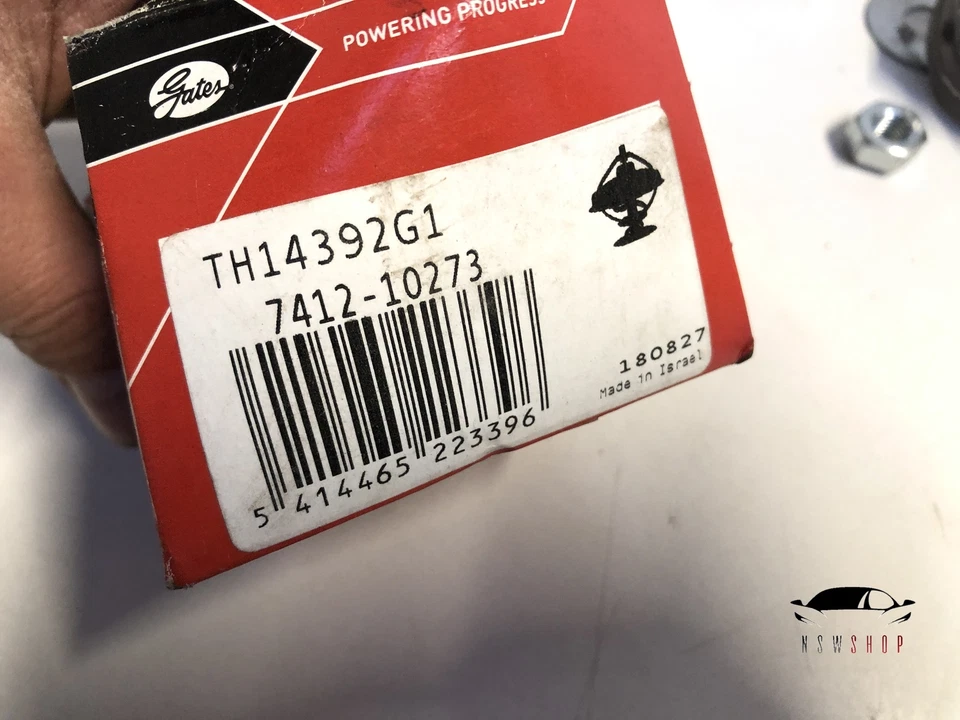 POWERING PROGRESS
Gates
TH14392G1
7412-10273
180827
Made in Israel
5 414465 223396
NSWSHOP